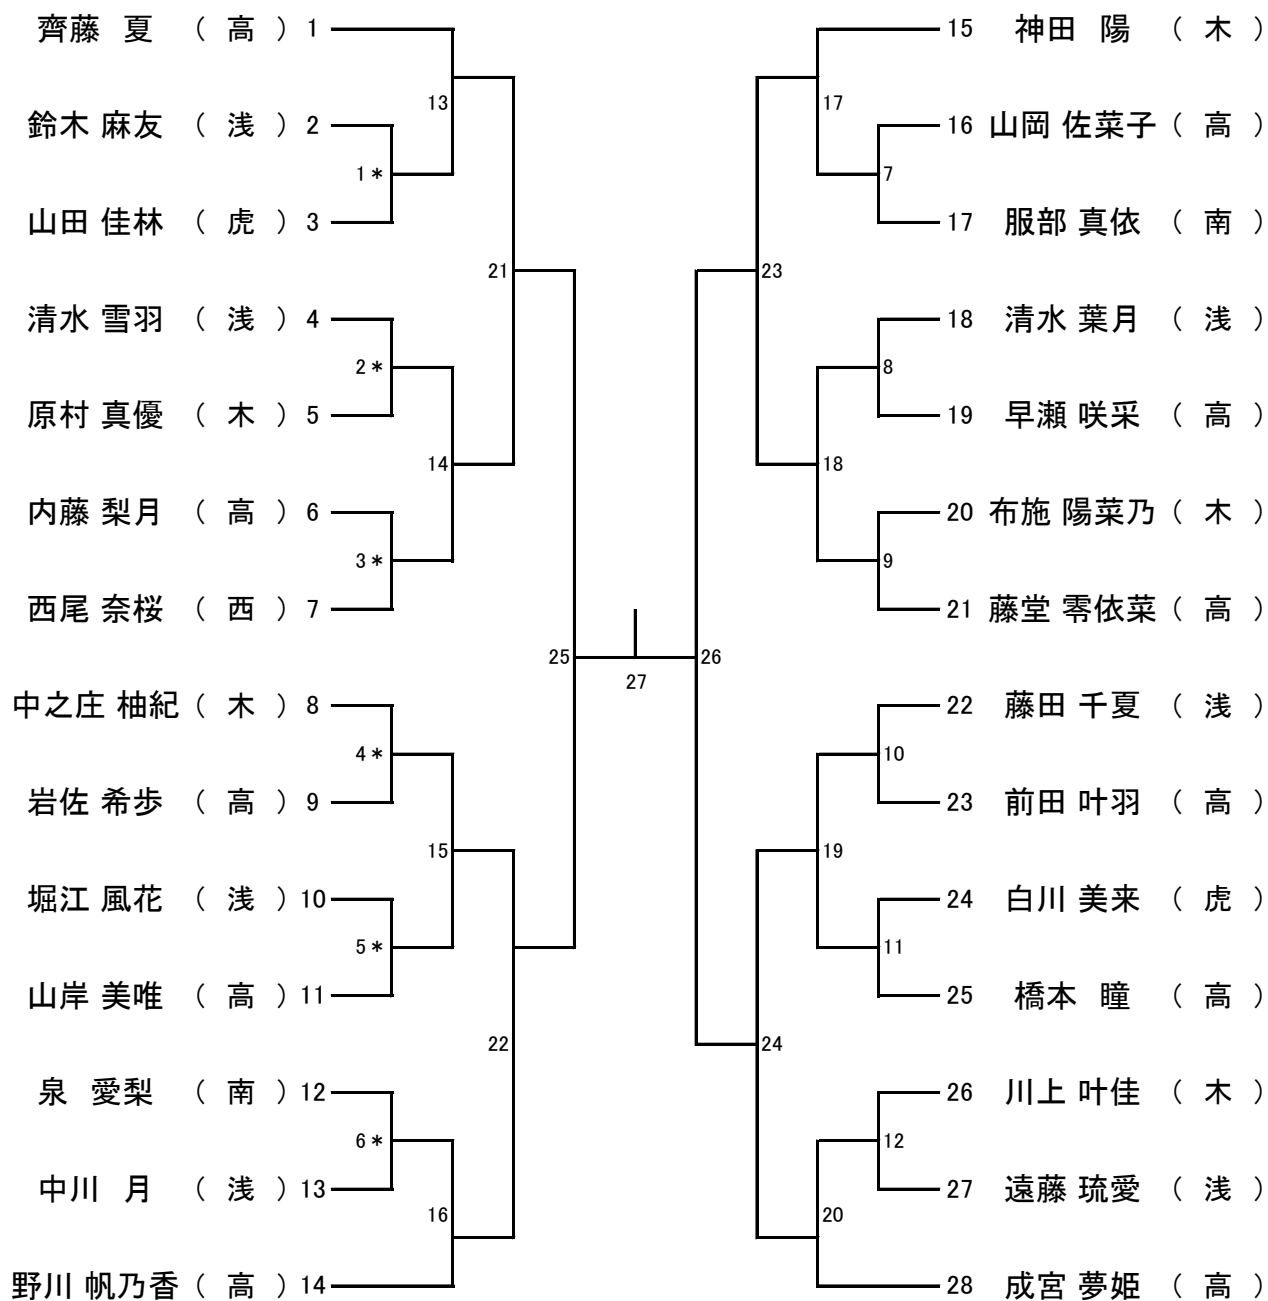 齊藤 夏 ( 高 ) 1
鈴木 麻友 ( 浅 ) 2
山田 佳林 ( 虎 ) 3
清水 雪羽 ( 浅 ) 4
原村 真優 ( 木 ) 5
内藤 梨月 ( 高 ) 6
西尾 奈桜 ( 西 ) 7
中之庄 柚紀 ( 木 ) 8
岩佐 希歩 ( 高 ) 9
堀江 風花 ( 浅 ) 10
山岸 美唯 ( 高 ) 11
泉 愛梨 ( 南 ) 12
中川 月 ( 浅 ) 13
野川 帆乃香 ( 高 ) 14
13
1 *
21
2 *
14
3 *
25
4 *
15
5 *
22
6 *
16
27
17
7
23
8
18
9
26
10
19
11
24
12
20
15 神田 陽 ( 木 )
16 山岡 佐菜子 ( 高 )
17 服部 真依 ( 南 )
18 清水 葉月 ( 浅 )
19 早瀬 咲采 ( 高 )
20 布施 陽菜乃 ( 木 )
21 藤堂 零依菜 ( 高 )
22 藤田 千夏 ( 浅 )
23 前田 叶羽 ( 高 )
24 白川 美来 ( 虎 )
25 橋本 瞳 ( 高 )
26 川上 叶佳 ( 木 )
27 遠藤 琉愛 ( 浅 )
28 成宮 夢姫 ( 高 )